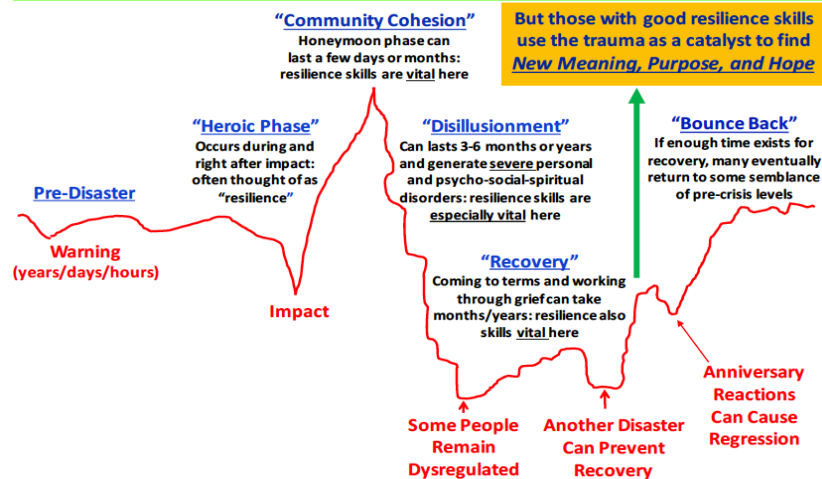 “Community Cohesion”
Honeymoon phase can
last a few days or months:
resilience skills are vital here
But those with good resilience skills
use the trauma as a catalyst to find
New Meaning, Purpose, and Hope
“Heroic Phase”
Occurs during and
right after impact:
often thought of as
“resilience”
“Disillusionment”
Can lasts 3-6 months or years
and generate severe personal
and psycho-social-spiritual
disorders: resilience skills are
especially vital here
“Bounce Back”
If enough time exists for
recovery, many eventually
return to some semblance
of pre-crisis levels
Pre-Disaster
Warning
(years/days/hours)
Impact
“Recovery”
Coming to terms and working
through grief can take
months/years: resilience also
skills vital here
Some People
Remain
Dysregulated
Another Disaster
Can Prevent
Recovery
Anniversary
Reactions
Can Cause
Regression